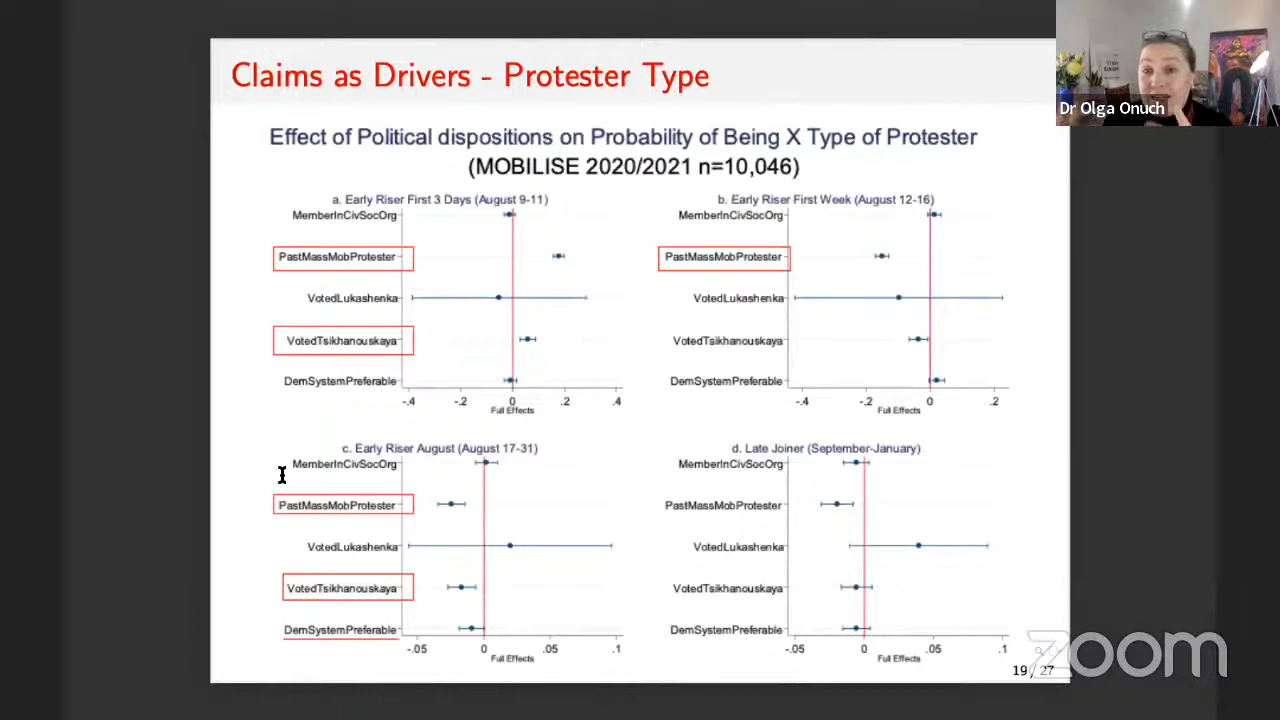 Claims as Drivers - Protester Type
Dr Olga Onuch
Effect of Political dispositions on Probability of Being X Type of Protester
(MOBILISE 2020/2021 n=10,046)
a. Early Riser First 3 Days (August 9-11)
MemberInCivSocOrg
PastMassMobProtester
VotedLukashenka
VotedTsikhanouskaya
DemSystemPreferable
-.4 -.2 0 .2 .4
Full Effects
b. Early Riser First Week (August 12-16)
MemberInCivSocOrg
PastMassMobProtester
VotedLukashenka
VotedTsikhanouskaya
DemSystemPreferable
-.4 -.2 0 .2
Full Effects
c. Early Riser August (August 17-31)
MemberInCivSocOrg
PastMassMobProtester
VotedLukashenka
VotedTsikhanouskaya
DemSystemPreferable
-.05 0 .05 .1
Full Effects
d. Late Joiner (September-January)
MemberInCivSocOrg
PastMassMobProtester
VotedLukashenka
VotedTsikhanouskaya
DemSystemPreferable
-.05 0 .05 .1
Full Effects
19 / 27
zoom